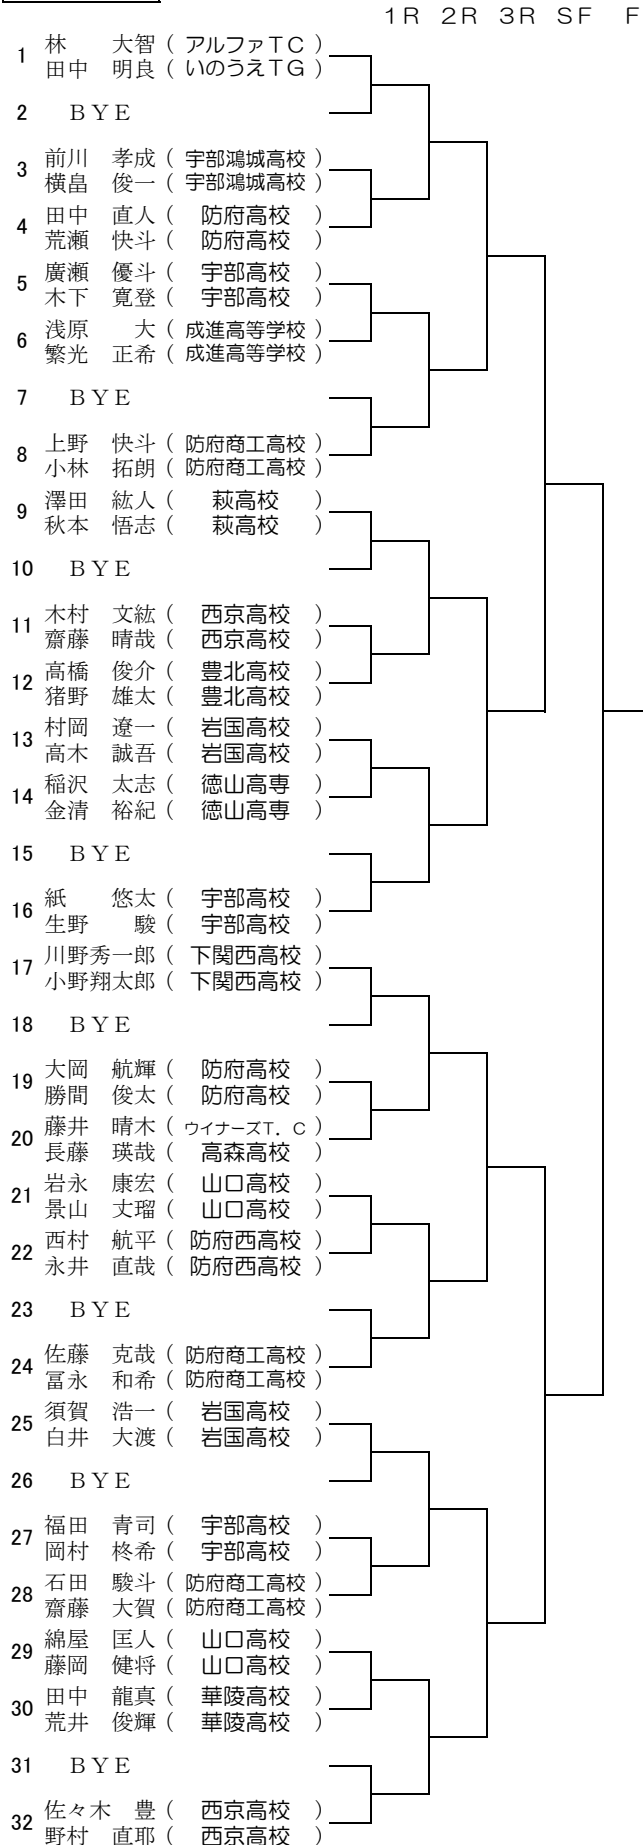 １Ｒ　２Ｒ　３Ｒ　ＳＦ　Ｆ
1 林　　大智（アルファＴＣ）
田中　明良（いのうえＴＧ）
2 ＢＹＥ
3 前川　孝成（宇部鴻城高校）
横畠　俊一（宇部鴻城高校）
4 田中　直人（防府高校）
荒瀬　快斗（防府高校）
5 廣瀬　優斗（宇部高校）
木下　寛登（宇部高校）
6 浅原　　大（成進高等学校）
繁光　正希（成進高等学校）
7 ＢＹＥ
8 上野　快斗（防府商工高校）
小林　拓朗（防府商工高校）
9 澤田　紘人（萩高校）
秋本　悟志（萩高校）
10 ＢＹＥ
11 木村　文紘（西京高校）
齋藤　晴哉（西京高校）
12 高橋　俊介（豊北高校）
猪野　雄太（豊北高校）
13 村岡　遼一（岩国高校）
高木　誠吾（岩国高校）
14 稲沢　太志（徳山高専）
金清　裕紀（徳山高専）
15 ＢＹＥ
16 紙　　悠太（宇部高校）
生野　　駿（宇部高校）
17 川野秀一郎（下関西高校）
小野翔太郎（下関西高校）
18 ＢＹＥ
19 大岡　航輝（防府高校）
勝間　俊太（防府高校）
20 藤井　晴木（ウイナーズT．C）
長藤　瑛哉（高森高校）
21 岩永　康宏（山口高校）
景山　丈瑠（山口高校）
22 西村　航平（防府西高校）
永井　直哉（防府西高校）
23 ＢＹＥ
24 佐藤　克哉（防府商工高校）
冨永　和希（防府商工高校）
25 須賀　浩一（岩国高校）
白井　大渡（岩国高校）
26 ＢＹＥ
27 福田　青司（宇部高校）
岡村　柊希（宇部高校）
28 石田　駿斗（防府商工高校）
齋藤　大賀（防府商工高校）
29 綿屋　匡人（山口高校）
藤岡　健将（山口高校）
30 田中　龍真（華陵高校）
荒井　俊輝（華陵高校）
31 ＢＹＥ
32 佐々木　豊（西京高校）
野村　直耶（西京高校）